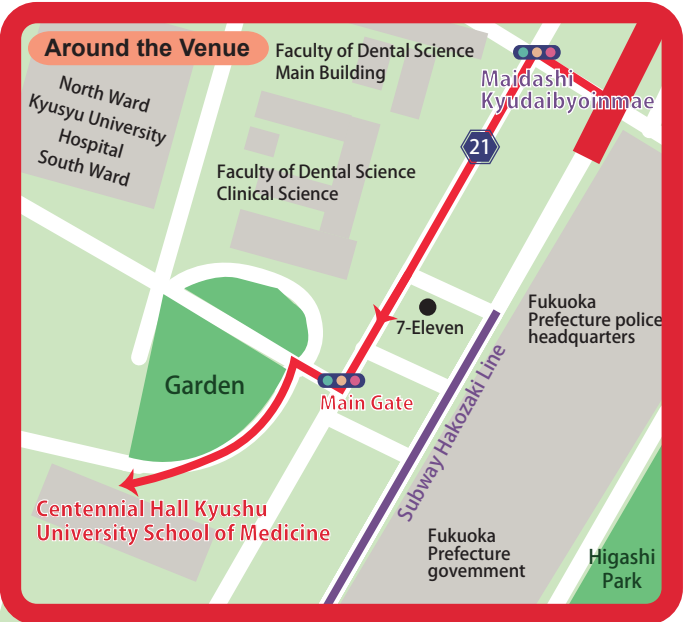 Around the Venue
Faculty of Dental Science
Main Building
Maidashi
Kyudaibyoinmae
North Ward
Kyusyu University
Hospital
South Ward
21
Faculty of Dental Science
Clinical Science
7-Eleven
Fukuoka
Prefecture police
headquarters
Garden
Main Gate
Subway Hakozaki Line
Centennial Hall Kyushu
University School of Medicine
Fukuoka
Prefecture
govemment
Higashi
Park